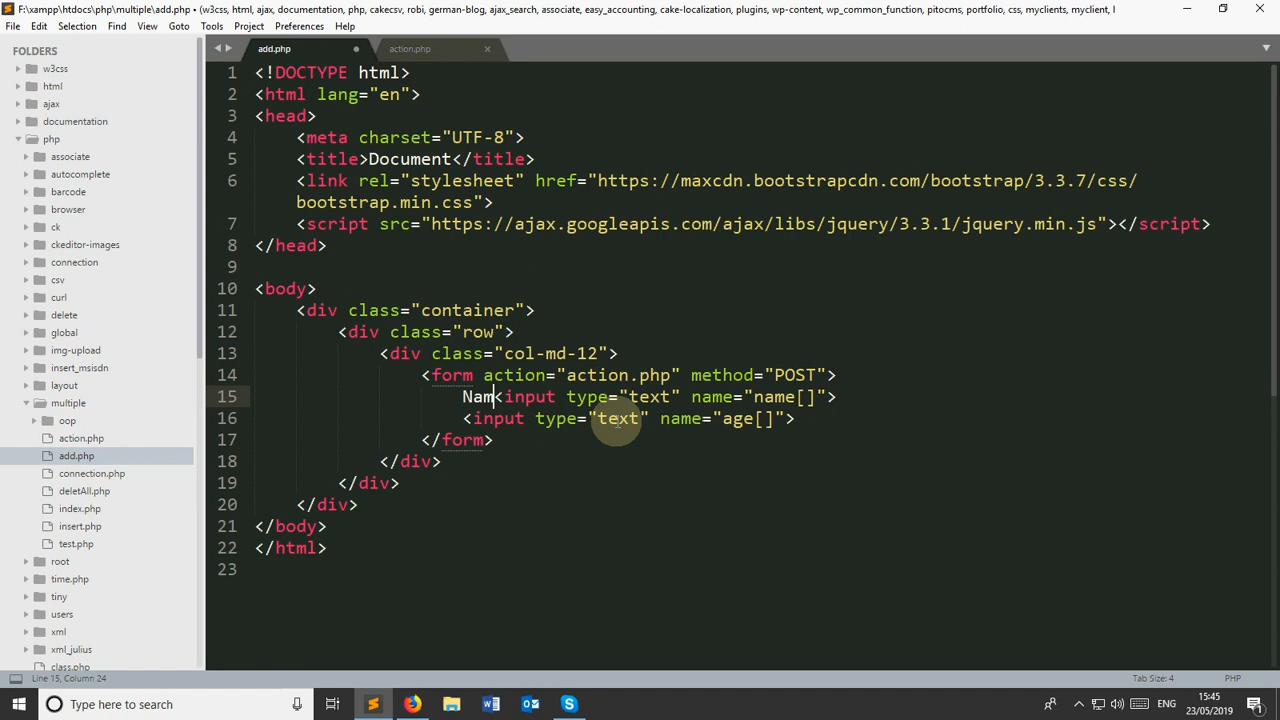 F:\xampp\htdocs\php\multiple\add.php • (w3css, html, ajax, documentation, php, cakecsv, robi, german-blog, ajax_search, associate, easy_accounting, cake-localization, plugins, wp-content, wp_common_function, pitocms, portfolio, css, myclients, myclient, l
File Edit Selection Find View Goto Tools Project Preferences Help
FOLDERS
w3css
html
ajax
documentation
php
associate
autocomplete
barcode
browser
ck
ckeditor-images
connection
csv
curl
delete
global
img-upload
insert_msisdn
layout
multiple
oop
action.php
add.php
connection.php
deletAll.php
index.php
insert.php
test.php
root
time.php
tiny
users
xml
xml_julius
class.php
add.php action.php
1 <!DOCTYPE html>
2 <html lang="en">
3 <head>
4 <meta charset="UTF-8">
5 <title>Document</title>
6 <link rel="stylesheet" href="https://maxcdn.bootstrapcdn.com/bootstrap/3.3.7/css/
bootstrap.min.css">
7 <script src="https://ajax.googleapis.com/ajax/libs/jquery/3.3.1/jquery.min.js"></script>
8 </head>
9
10 <body>
11 <div class="container">
12 <div class="row">
13 <div class="col-md-12">
14 <form action="action.php" method="POST">
15 Nam<input type="text" name="name[]">
16 <input type="text" name="age[]">
17 </form>
18 </div>
19 </div>
20 </div>
21 </body>
22 </html>
23
Line 15, Column 24 Tab Size: 4 PHP
Type here to search
ENG
15:45
23/05/2019